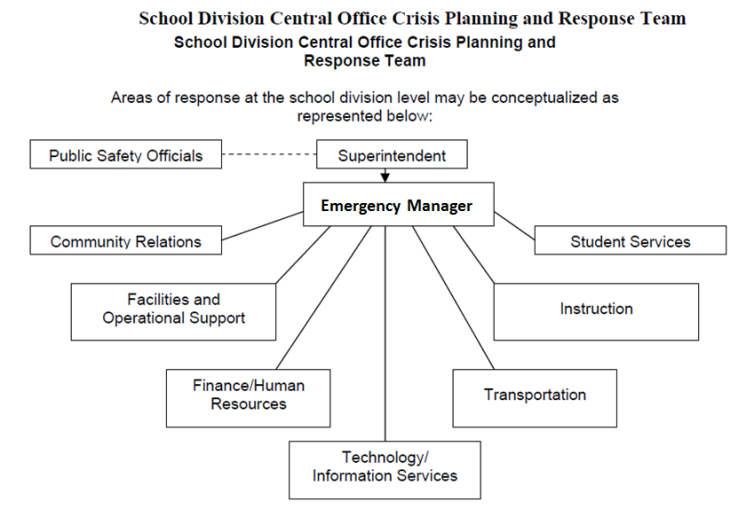 School Division Central Office Crisis Planning and Response Team
School Division Central Office Crisis Planning and
Response Team
Areas of response at the school division level may be conceptualized as
represented below:
Public Safety Officials
Superintendent
Emergency Manager
Community Relations
Student Services
Facilities and
Operational Support
Instruction
Finance/Human
Resources
Transportation
Technology/
Information Services